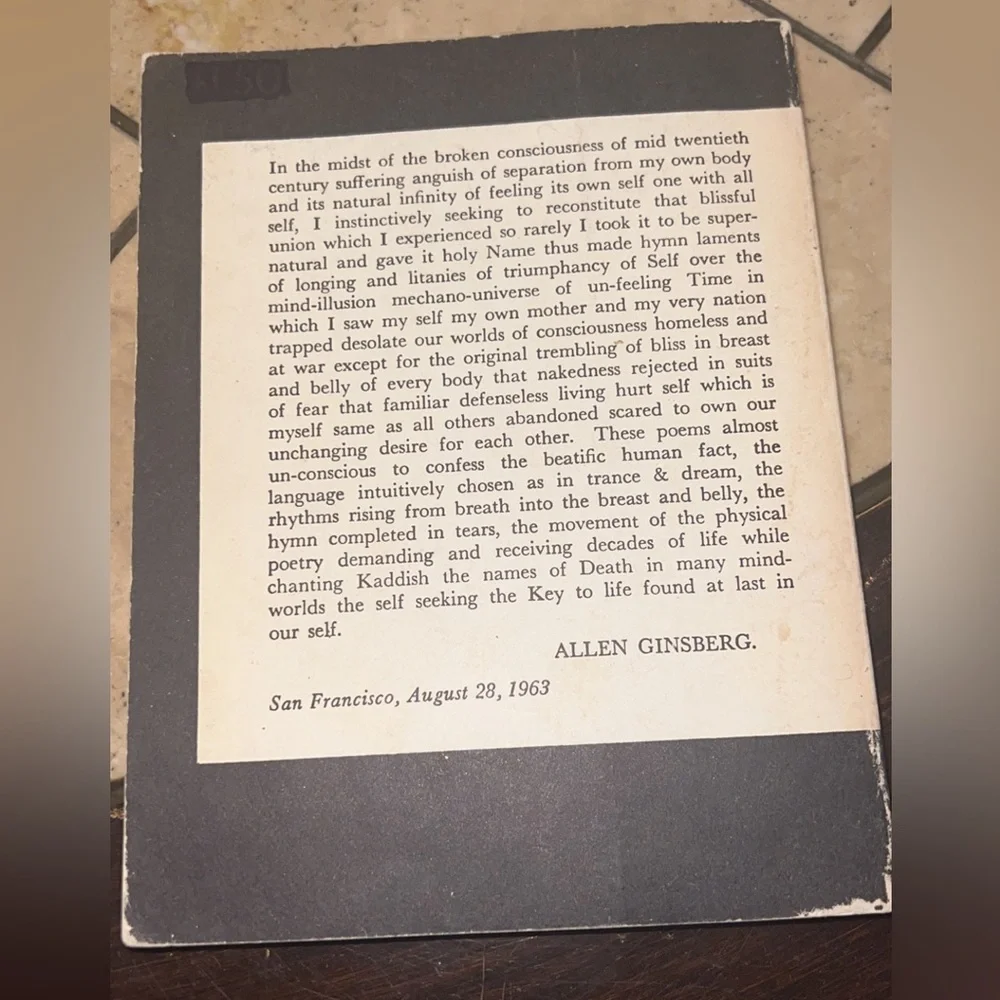 In the midst of the broken consciousness of mid twentieth
century suffering anguish of separation from my own body
and its natural infinity of feeling its own self one with all
self, I instinctively seeking to reconstitute that blissful
union which I experienced so rarely I took it to be super-
natural and gave it holy Name thus made hymn laments
of longing and litanies of triumphancy of Self over the
mind-illusion mechano-universe of un-feeling Time in
which I saw my self my own mother and my very nation
trapped desolate our worlds of consciousness homeless and
at war except for the original trembling of bliss in breast
and belly of every body that nakedness rejected in suits
of fear that familiar defenseless living hurt self which is
myself same as all others abandoned scared to own our
unchanging desire for each other. These poems almost
un-conscious to confess the beatific human fact, the
language intuitively chosen as in trance & dream, the
rhythms rising from breath into the breast and belly, the
hymn completed in tears, the movement of the physical
poetry demanding and receiving decades of life while
chanting Kaddish the names of Death in many mind-
worlds the self seeking the Key to life found at last in
our self.
ALLEN GINSBERG.
San Francisco, August 28, 1963